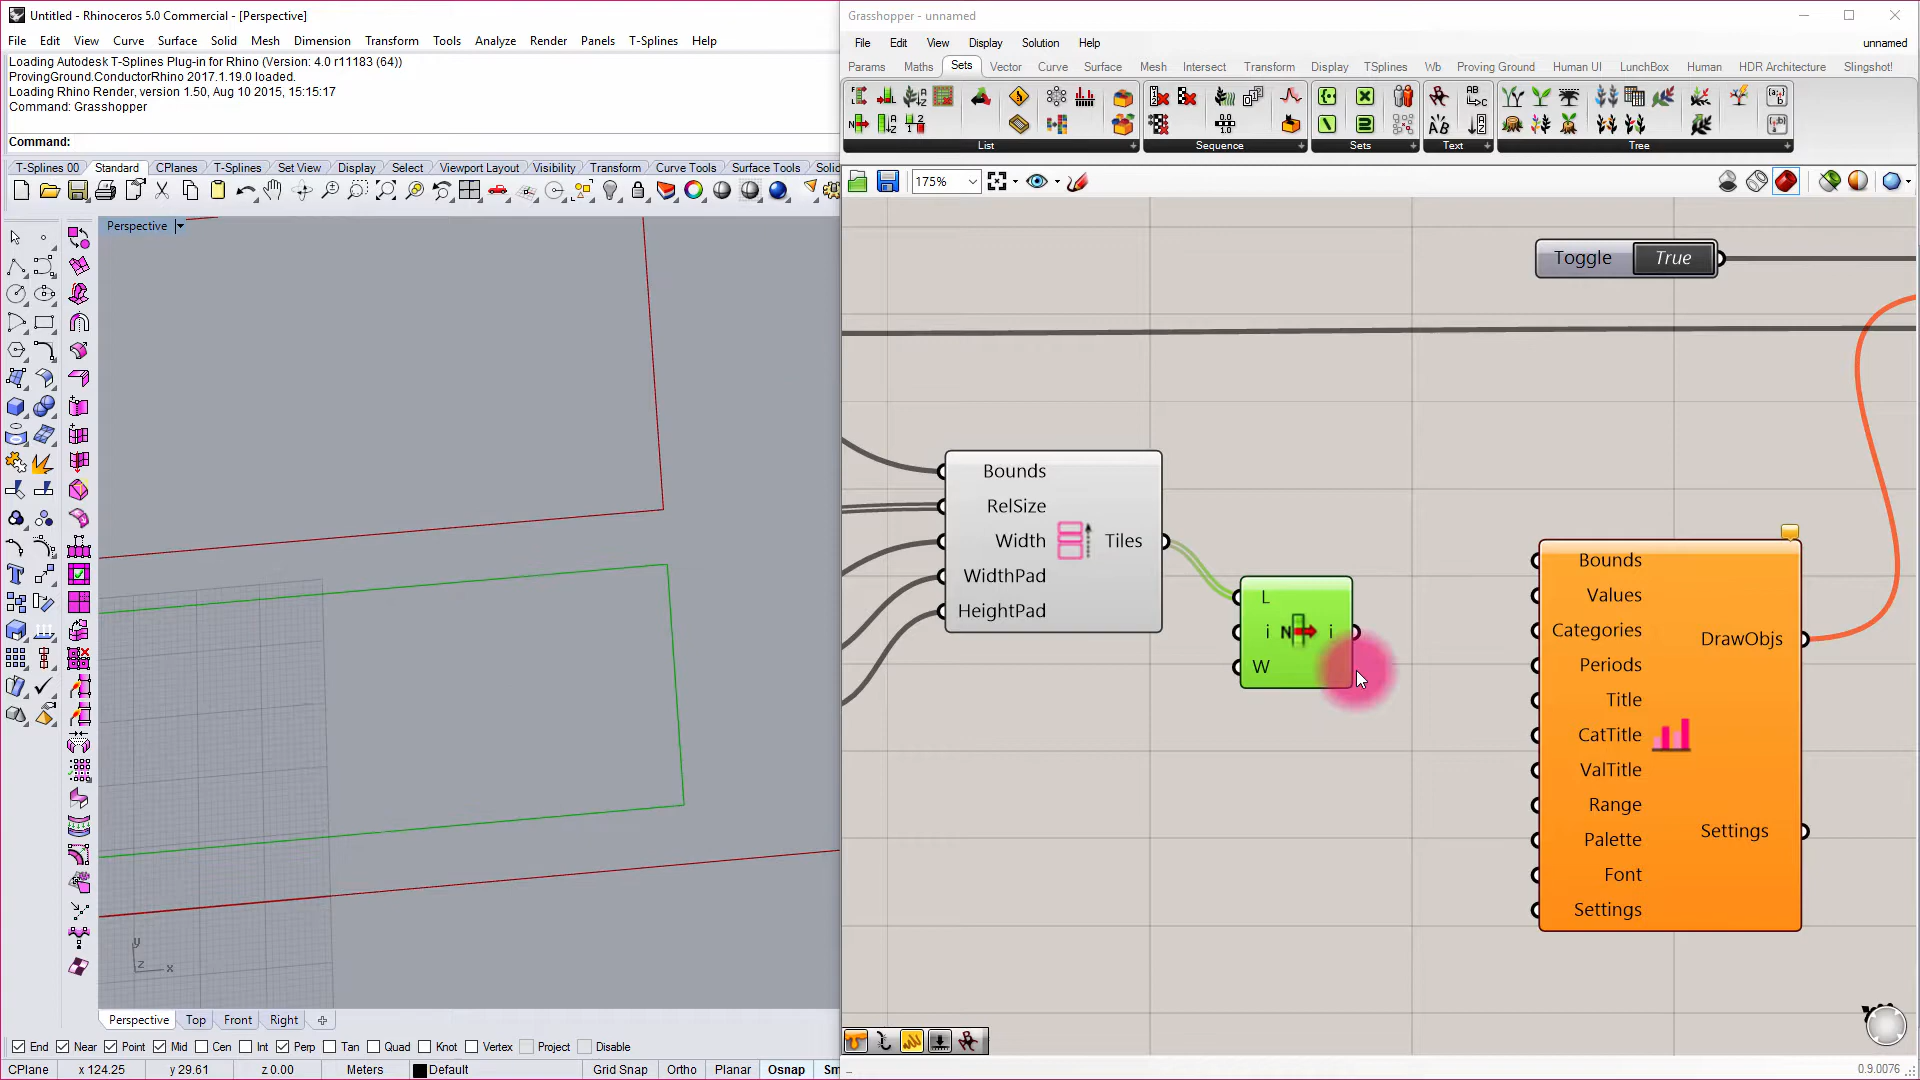 Untitled - Rhinoceros 5.0 Commercial - [Perspective]
File Edit View Curve Surface Solid Mesh Dimension Transform Tools Analyze Render Panels T-Splines Help
Loading Autodesk T-Splines Plug-in for Rhino (Version: 4.0 r11183 (64))
ProvingGround.ConductorRhino 2017.1.19.0 loaded.
Loading Rhino Render, version 1.50, Aug 10 2015, 15:15:17
Command: Grasshopper
Command:
T-Splines 00 Standard CPlanes T-Splines Set View Display Select Viewport Layout Visibility Transform Curve Tools Surface Tools Solid
Perspective
y
z x
Perspective Top Front Right
End Near Point Mid Cen Int Perp Tan Quad Knot Vertex Project Disable
CPlane x 124.25 y 29.61 z 0.00 Meters Default Grid Snap Ortho Planar Osnap Sm
Grasshopper - unnamed
File Edit View Display Solution Help unnamed
Params Maths Sets Vector Curve Surface Mesh Intersect Transform Display TSplines Wb Proving Ground Human UI LunchBox Human HDR Architecture Slingshot!
List Sequence Sets Text Tree
175%
Toggle True
Bounds
RelSize
Width
WidthPad
HeightPad
Tiles
L
i N i
W
Bounds
Values
Categories
Periods
Title
CatTitle
ValTitle
Range
Palette
Font
Settings
DrawObjs
Settings
0.9.0076